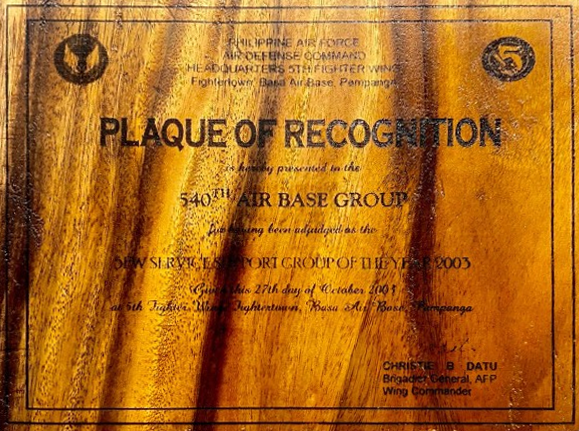 PHILIPPINE AIR FORCE
AIR DEFENSE COMMAND
HEADQUARTERS 5TH FIGHTER WING
Fightertown, Basa Air Base, Pampanga
PLAQUE OF RECOGNITION
is hereby presented to the
540TH AIR BASE GROUP
for having been adjudged as the
5FW SERVICE SUPPORT GROUP OF THE YEAR 2003
Given this 27th day of October 2003
at 5th Fighter Wing, Fightertown, Basa Air Base, Pampanga
CHRISTIE B DATU
Brigadier General, AFP
Wing Commander